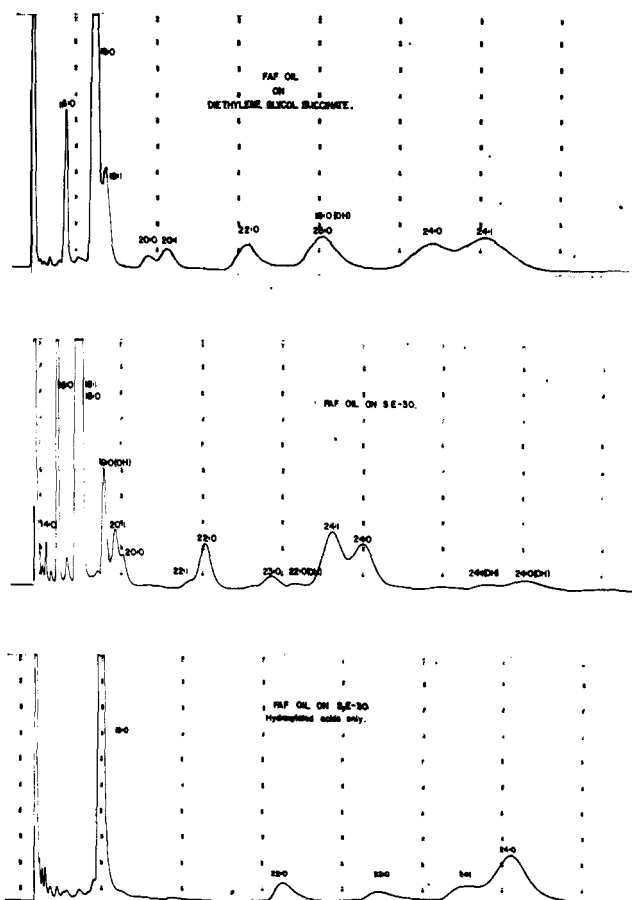 18:0
FAF OIL
ON
DIETHYLENE GLYCOL SUCCINATE.
16:0
18:1
20:0 20:1
22:0
18:0(OH)
23:0
24:0 24:1
16:0
18:1
18:0
FAF OIL ON SE-30.
18:0(OH)
14:0
20:1
20:0
22:1
22:0
23:0
22:0(OH)
24:1
24:0
24:1(OH)
24:0(OH)
FAF OIL ON SE-30.
Hydroxylated acids only.
18:0
22:0
23:0
24:1
24:0